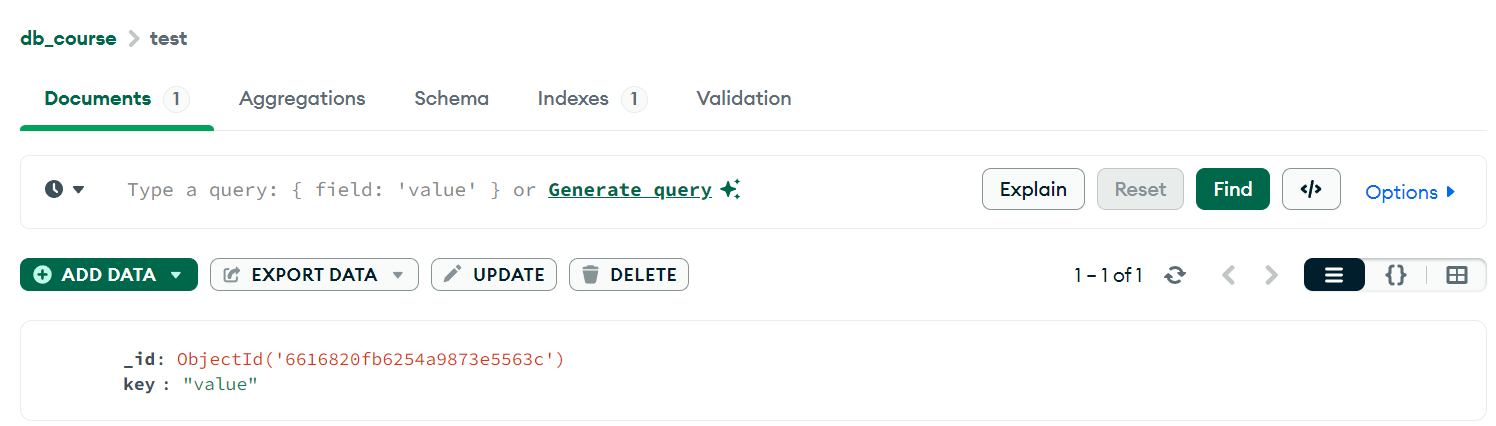 db_course > test
Documents 1 Aggregations Schema Indexes 1 Validation
Type a query: { field: 'value' } or Generate query Explain Reset Find </> Options
ADD DATA EXPORT DATA UPDATE DELETE 1 – 1 of 1 {}
_id: ObjectId('6616820fb6254a9873e5563c')
key : "value"